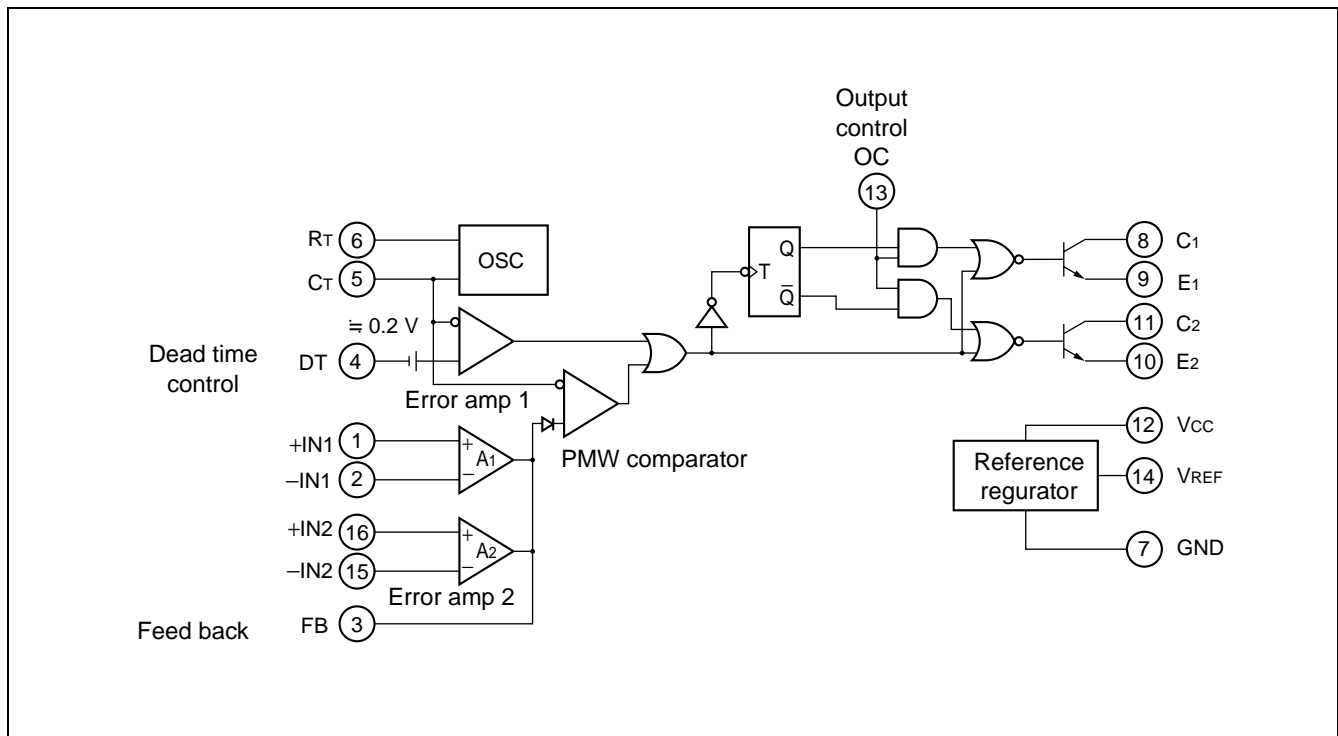 Output
control
OC
13
RT 6
CT 5
OSC
Q
T
Q̅
8 C1
9 E1
11 C2
10 E2
≒ 0.2 V
Dead time
control
DT 4
Error amp 1
+IN1 1
−IN1 2
+
−
A1
PMW comparator
+IN2 16
−IN2 15
+
−
A2
Error amp 2
Feed back FB 3
12 VCC
Reference
regurator
14 VREF
7 GND